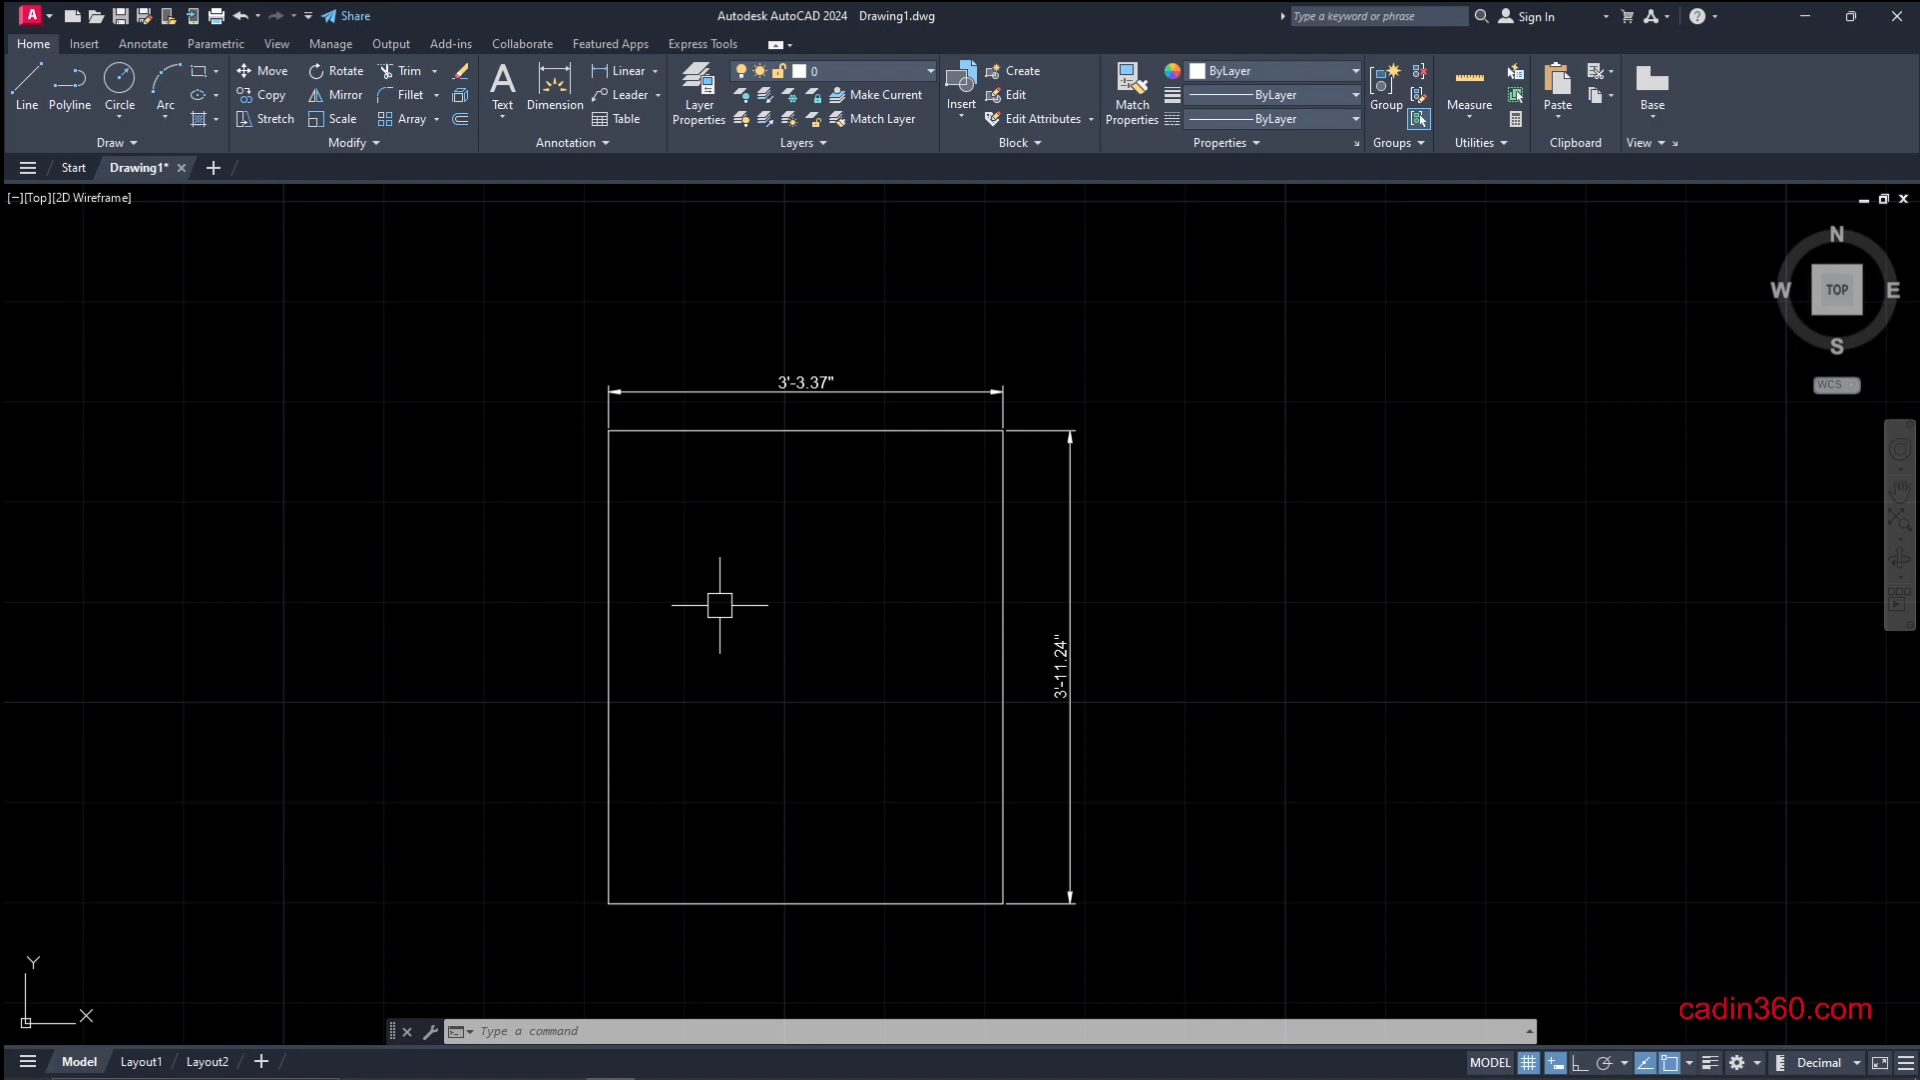 A Share Autodesk AutoCAD 2024 Drawing1.dwg Type a keyword or phrase Sign In
Home Insert Annotate Parametric View Manage Output Add-ins Collaborate Featured Apps Express Tools
Line Polyline Circle Arc
Move Rotate Trim
Copy Mirror Fillet
Stretch Scale Array
Text Dimension
Linear
Leader
Table
Layer Properties
0
Make Current
Match Layer
Insert
Create
Edit
Edit Attributes
Match Properties
ByLayer
ByLayer
ByLayer
Group
Measure
Paste
Base
Draw Modify Annotation Layers Block Properties Groups Utilities Clipboard View
Start Drawing1* +
[−][Top][2D Wireframe]
N
W TOP E
S
WCS
3'-3.37"
3'-11.24"
Y
X
cadin360.com
Type a command
Model Layout1 Layout2 + MODEL Decimal